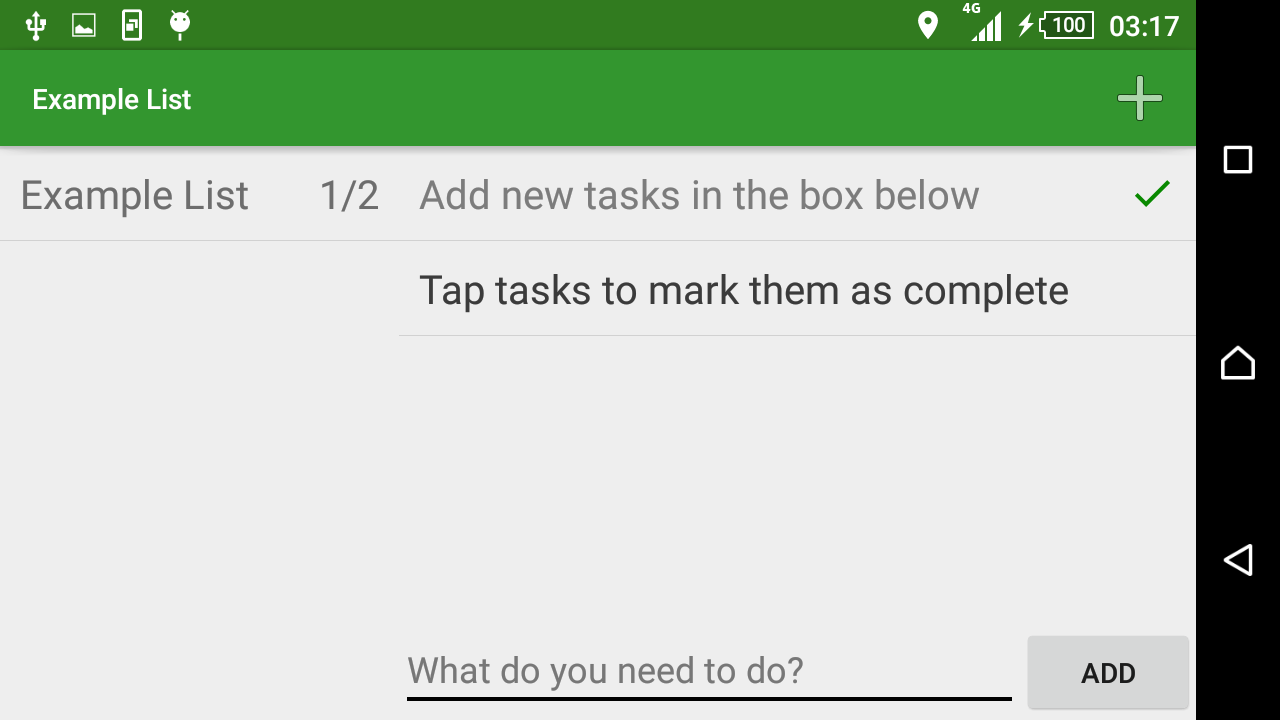 4G 100 03:17
Example List
Example List 1/2 Add new tasks in the box below
Tap tasks to mark them as complete
What do you need to do? ADD